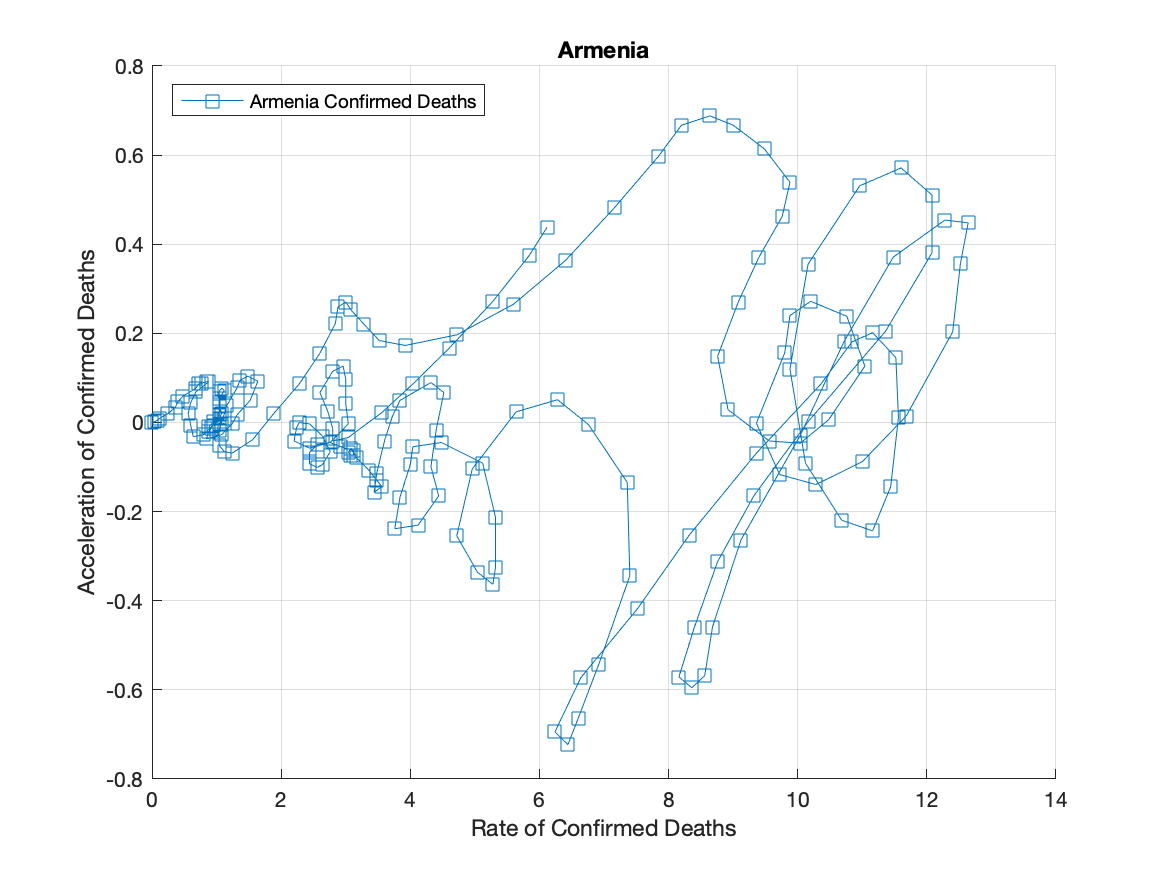 Armenia
Armenia Confirmed Deaths
Acceleration of Confirmed Deaths
0.8
0.6
0.4
0.2
0
-0.2
-0.4
-0.6
-0.8
0 2 4 6 8 10 12 14
Rate of Confirmed Deaths